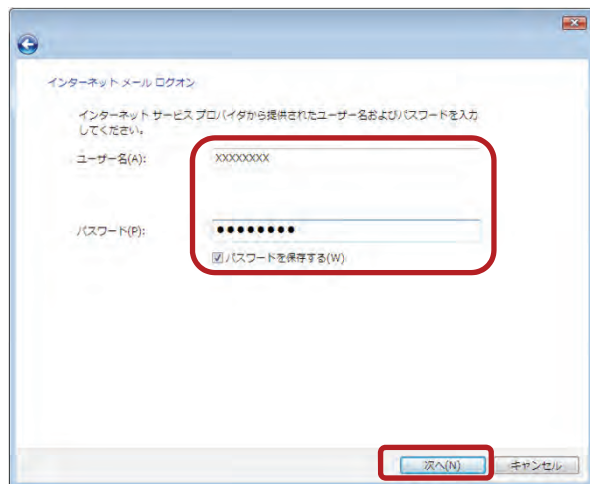 インターネット メール ログオン
インターネット サービス プロバイダから提供されたユーザー名およびパスワードを入力
してください。
ユーザー名(A): XXXXXXXX
パスワード(P): ●●●●●●●●
パスワードを保存する(W)
次へ(N) キャンセル